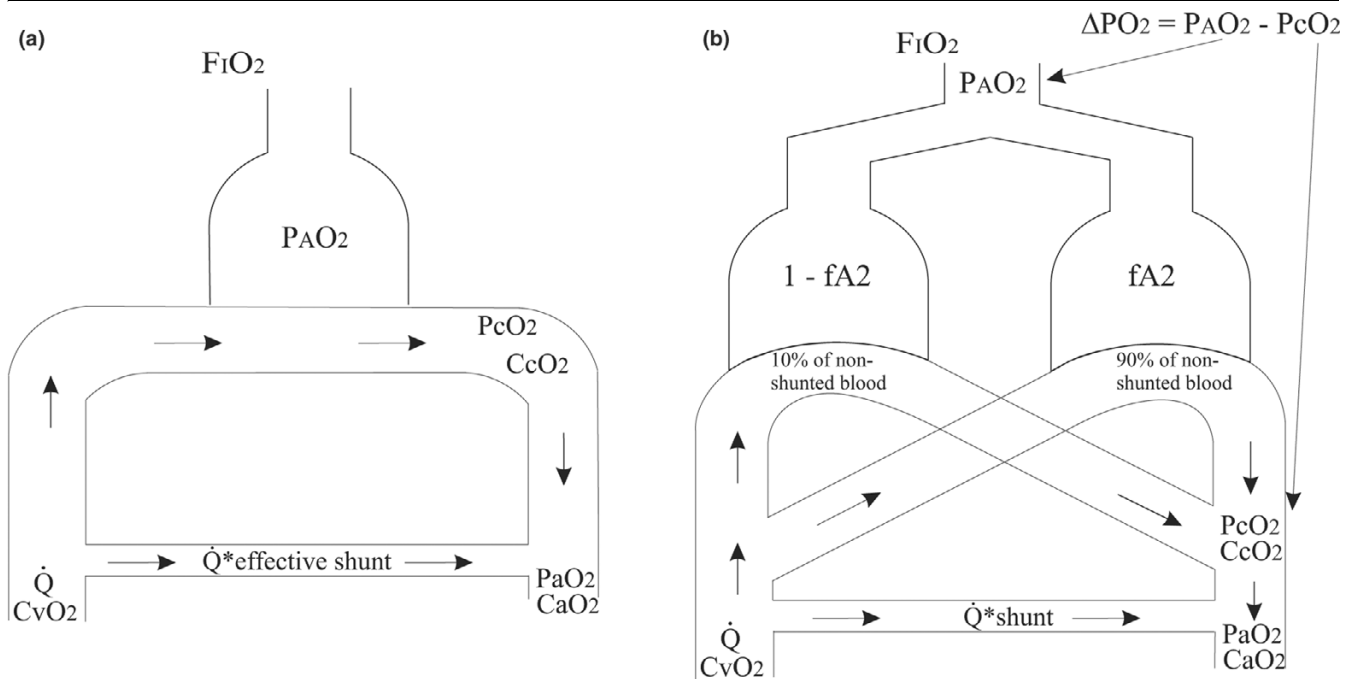 (a)
FIO2
PAO2
PcO2
CcO2
Q̇*effective shunt
Q̇
CvO2
PaO2
CaO2
(b)
ΔPO2 = PAO2 - PcO2
FIO2
PAO2
1 - fA2
fA2
10% of non-
shunted blood
90% of non-
shunted blood
PcO2
CcO2
Q̇*shunt
Q̇
CvO2
PaO2
CaO2